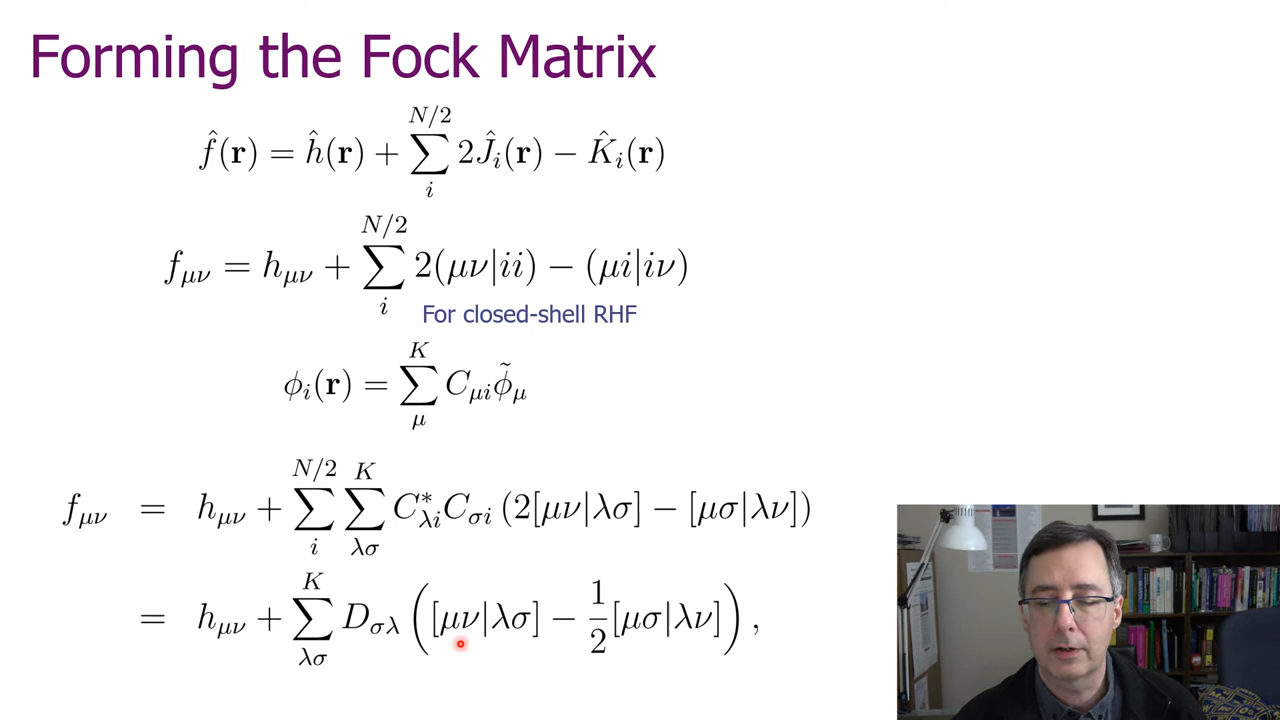 Forming the Fock Matrix
f̂(r) = ĥ(r) + ∑_i^{N/2} 2Ĵ_i(r) − K̂_i(r)
f_{μν} = h_{μν} + ∑_i^{N/2} 2(μν|ii) − (μi|iν)
For closed-shell RHF
ϕ_i(r) = ∑_μ^K C_{μi} ϕ̃_μ
f_{μν} = h_{μν} + ∑_i^{N/2} ∑_{λσ}^K C*_{λi} C_{σi} (2[μν|λσ] − [μσ|λν])
= h_{μν} + ∑_{λσ}^K D_{σλ} ([μν|λσ] − 1/2 [μσ|λν]),